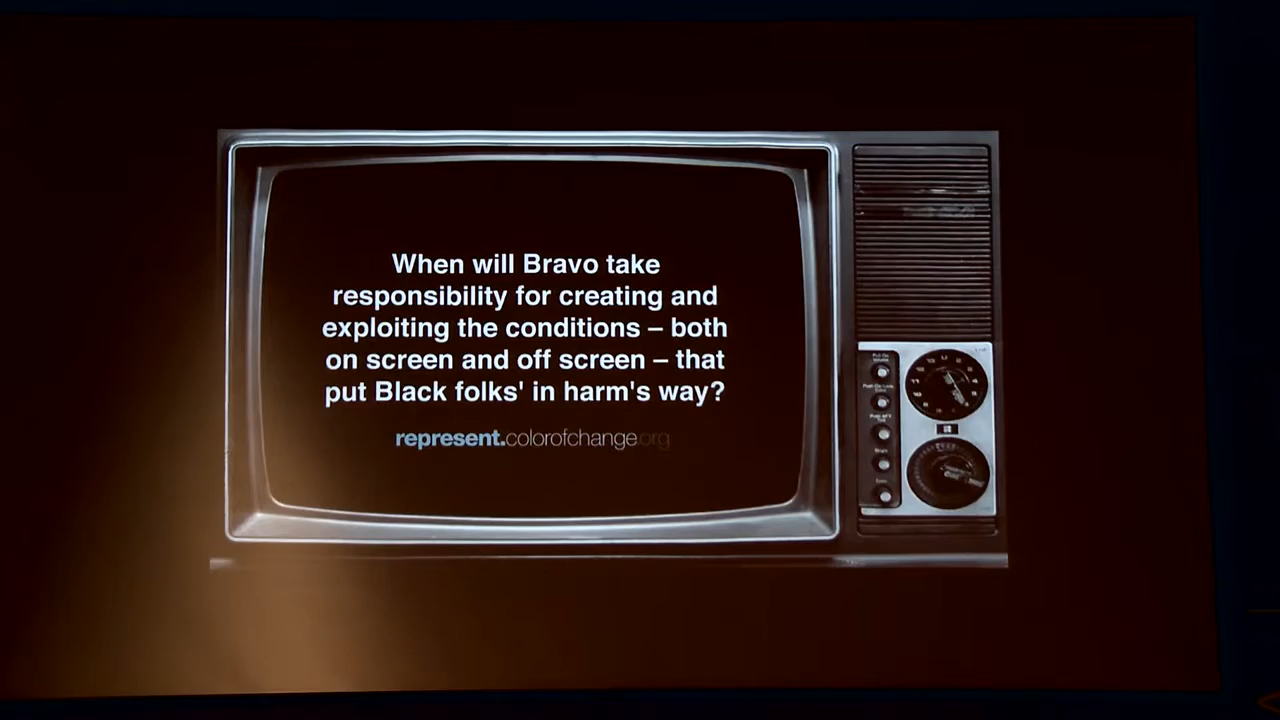 When will Bravo take
responsibility for creating and
exploiting the conditions – both
on screen and off screen – that
put Black folks' in harm's way?
represent.colorofchange.org